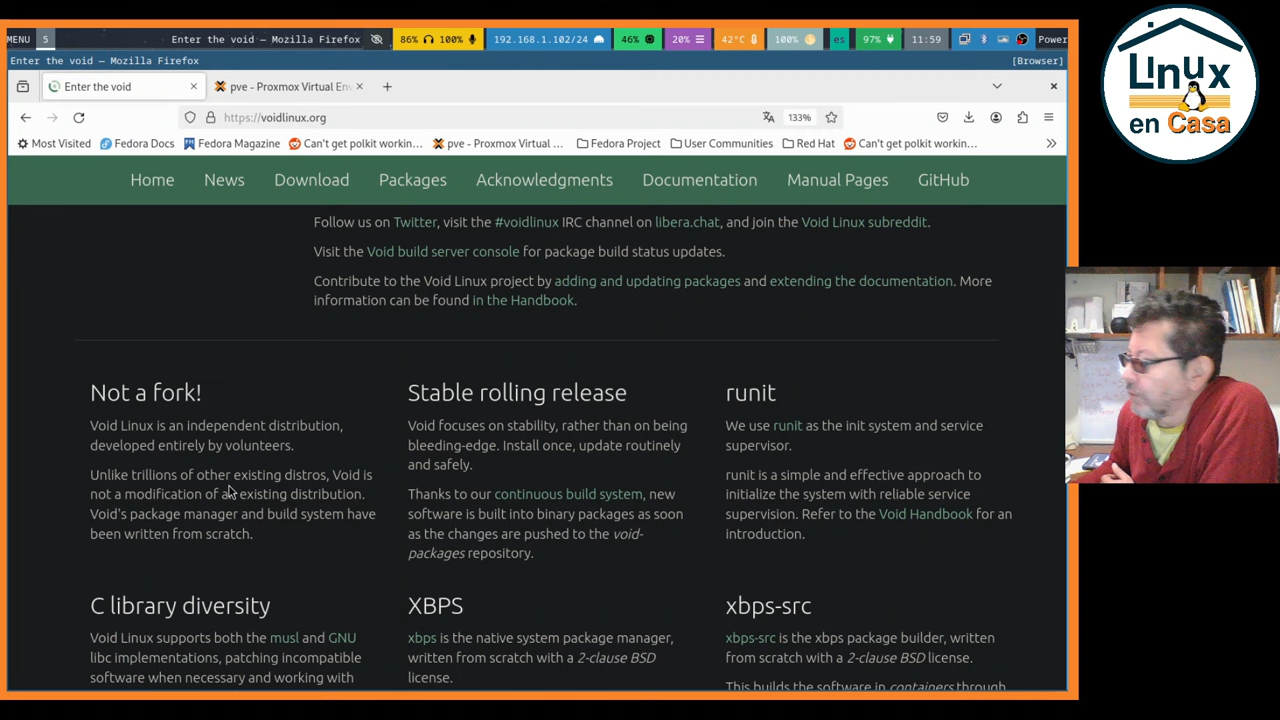 MENU 5 Enter the void — Mozilla Firefox 86% 100% 192.168.1.102/24 46% 20% 42°C 100% es 97% 11:59 Power
Enter the void — Mozilla Firefox [Browser]
Enter the void pve - Proxmox Virtual Env
https://voidlinux.org 133%
Most Visited Fedora Docs Fedora Magazine Can't get polkit workin… pve - Proxmox Virtual … Fedora Project User Communities Red Hat Can't get polkit workin…
Home News Download Packages Acknowledgments Documentation Manual Pages GitHub
Follow us on Twitter, visit the #voidlinux IRC channel on libera.chat, and join the Void Linux subreddit.
Visit the Void build server console for package build status updates.
Contribute to the Void Linux project by adding and updating packages and extending the documentation. More
information can be found in the Handbook.
Not a fork!
Void Linux is an independent distribution,
developed entirely by volunteers.
Unlike trillions of other existing distros, Void is
not a modification of an existing distribution.
Void's package manager and build system have
been written from scratch.
Stable rolling release
Void focuses on stability, rather than on being
bleeding-edge. Install once, update routinely
and safely.
Thanks to our continuous build system, new
software is built into binary packages as soon
as the changes are pushed to the void-
packages repository.
runit
We use runit as the init system and service
supervisor.
runit is a simple and effective approach to
initialize the system with reliable service
supervision. Refer to the Void Handbook for an
introduction.
C library diversity
Void Linux supports both the musl and GNU
libc implementations, patching incompatible
software when necessary and working with
XBPS
xbps is the native system package manager,
written from scratch with a 2-clause BSD
license.
xbps-src
xbps-src is the xbps package builder, written
from scratch with a 2-clause BSD license.
This builds the software in containers through
Linux
en Casa